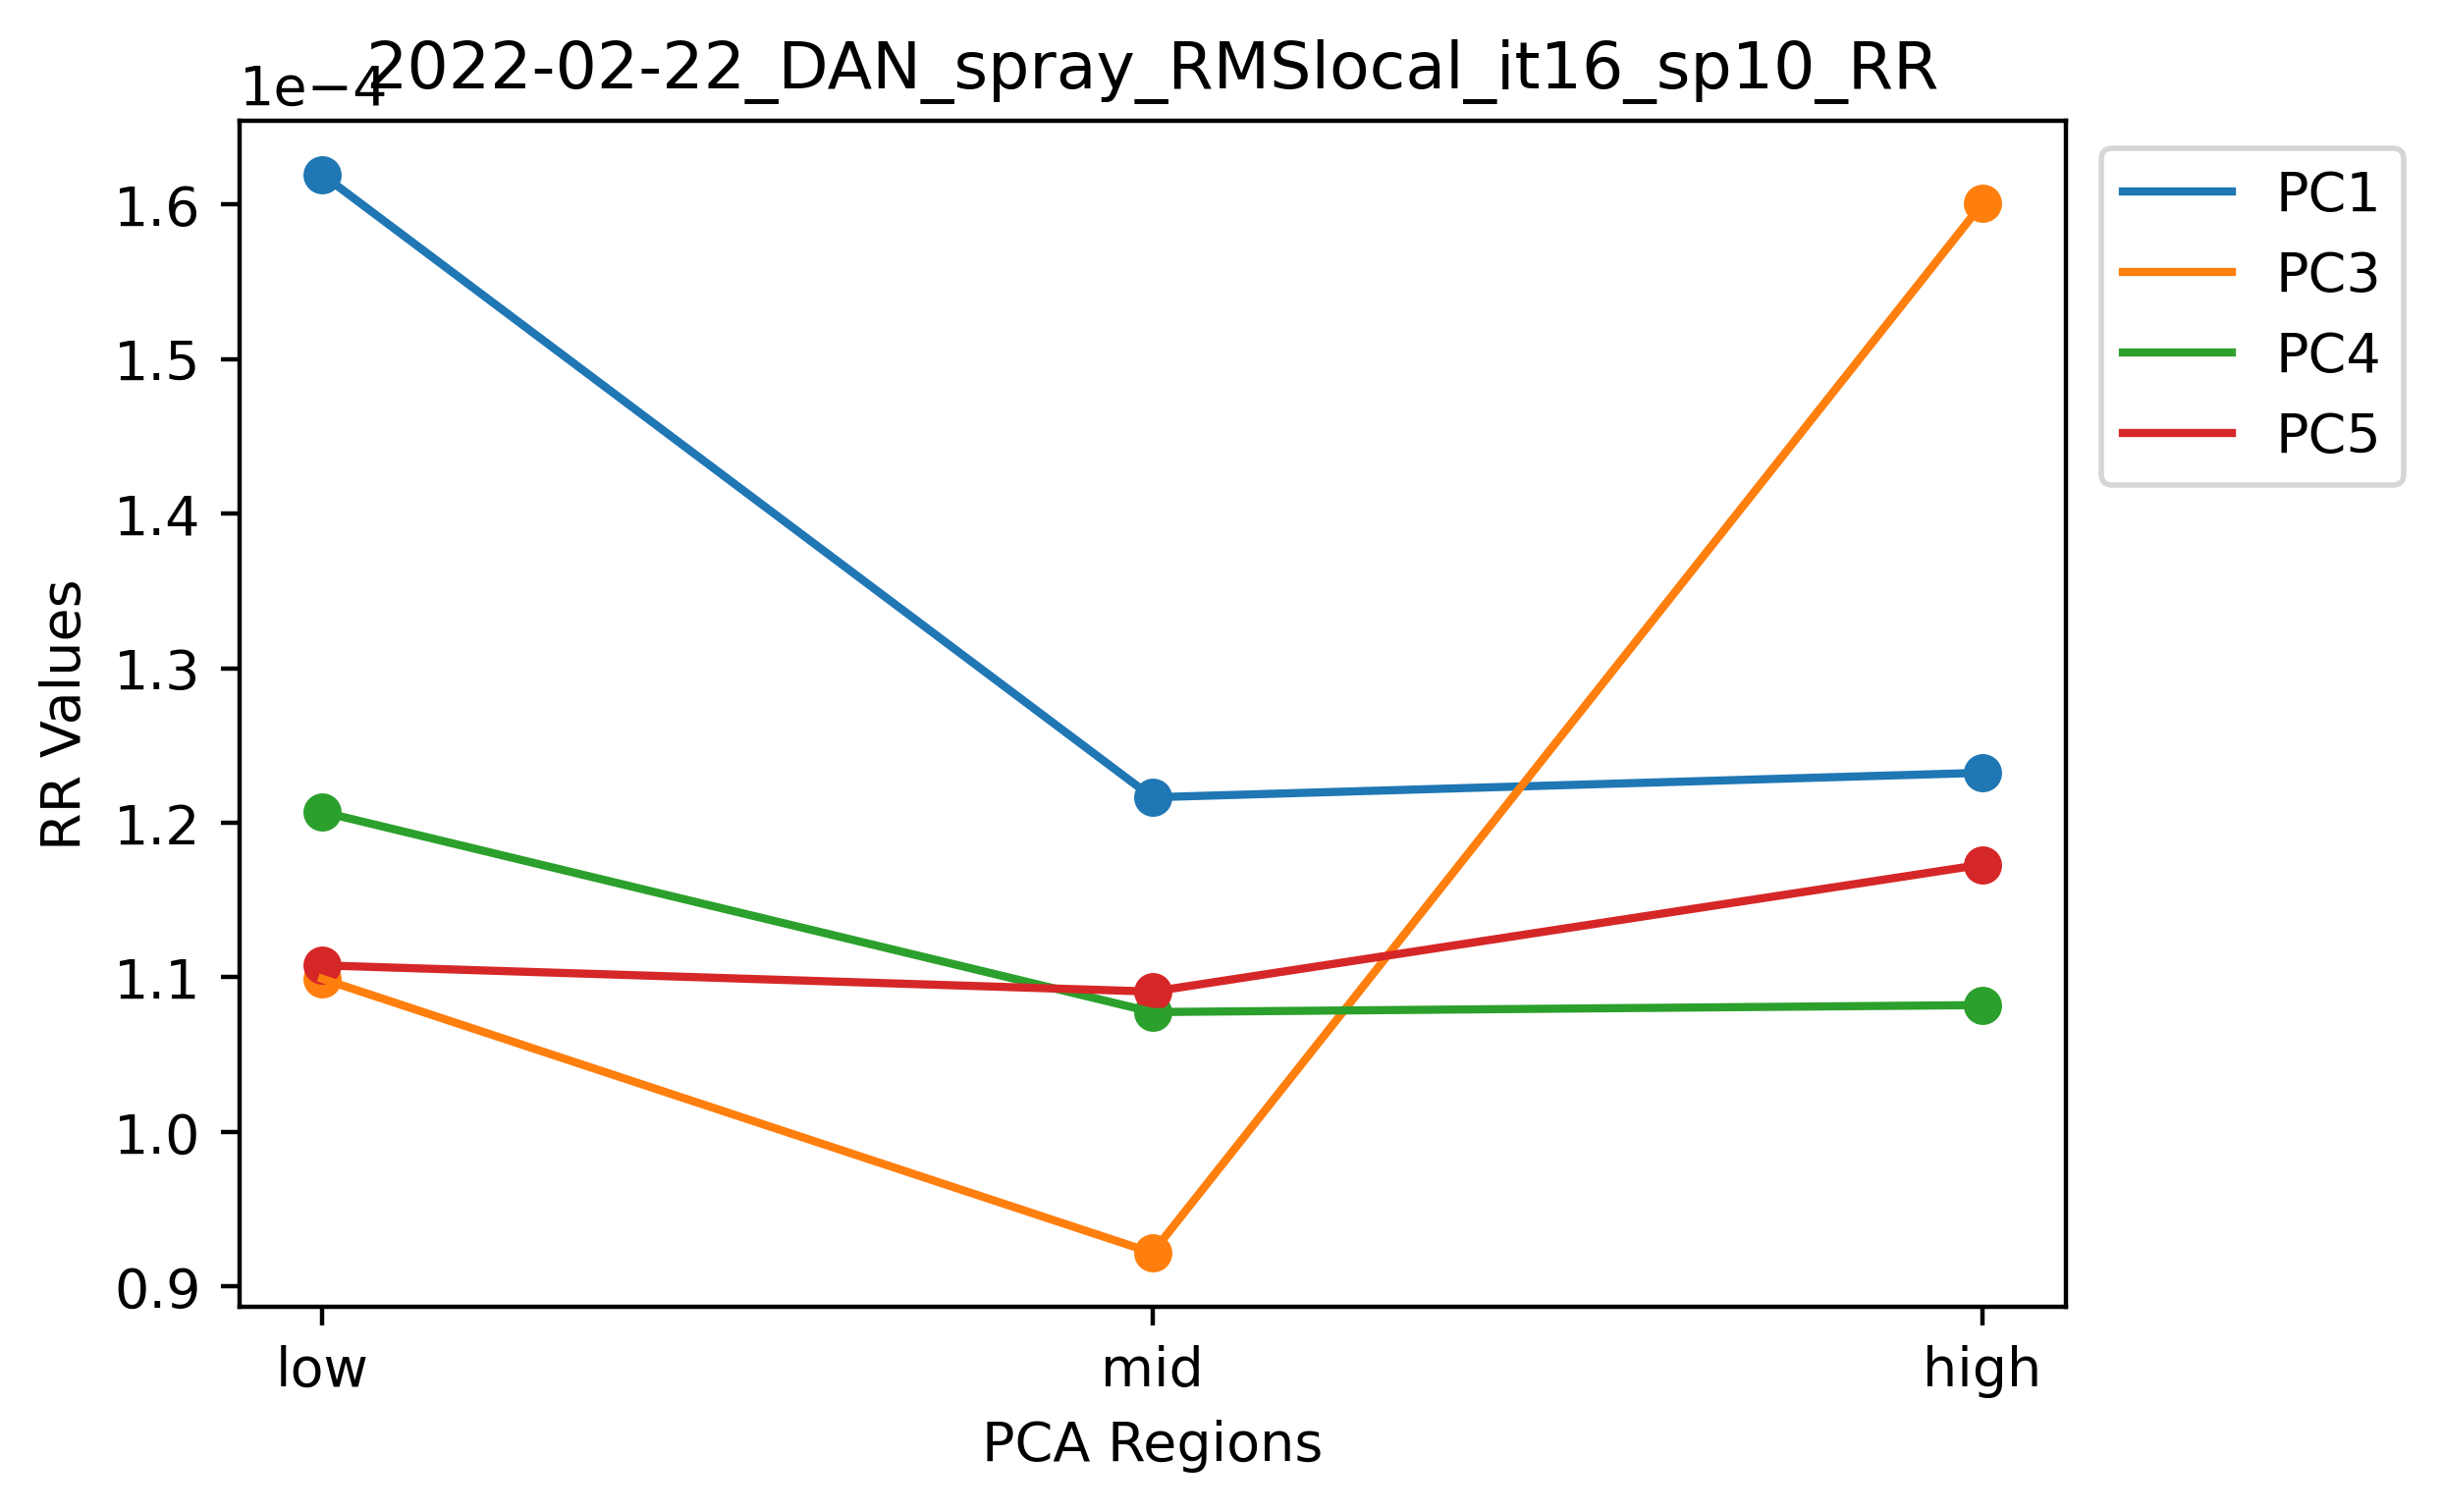 2022-02-22_DAN_spray_RMSlocal_it16_sp10_RR
1e−4
1.6
1.5
1.4
1.3
1.2
1.1
1.0
0.9
RR Values
low
mid
high
PCA Regions
PC1
PC3
PC4
PC5